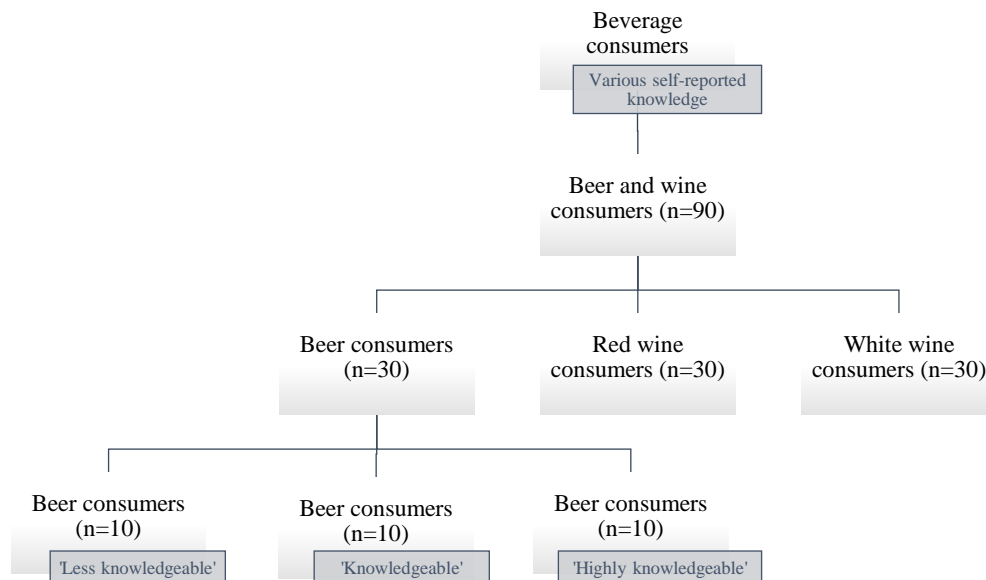 Beverage
consumers
Various self-reported
knowledge
Beer and wine
consumers (n=90)
Beer consumers
(n=30)
Red wine
consumers (n=30)
White wine
consumers (n=30)
Beer consumers
(n=10)
'Less knowledgeable'
Beer consumers
(n=10)
'Knowledgeable'
Beer consumers
(n=10)
'Highly knowledgeable'